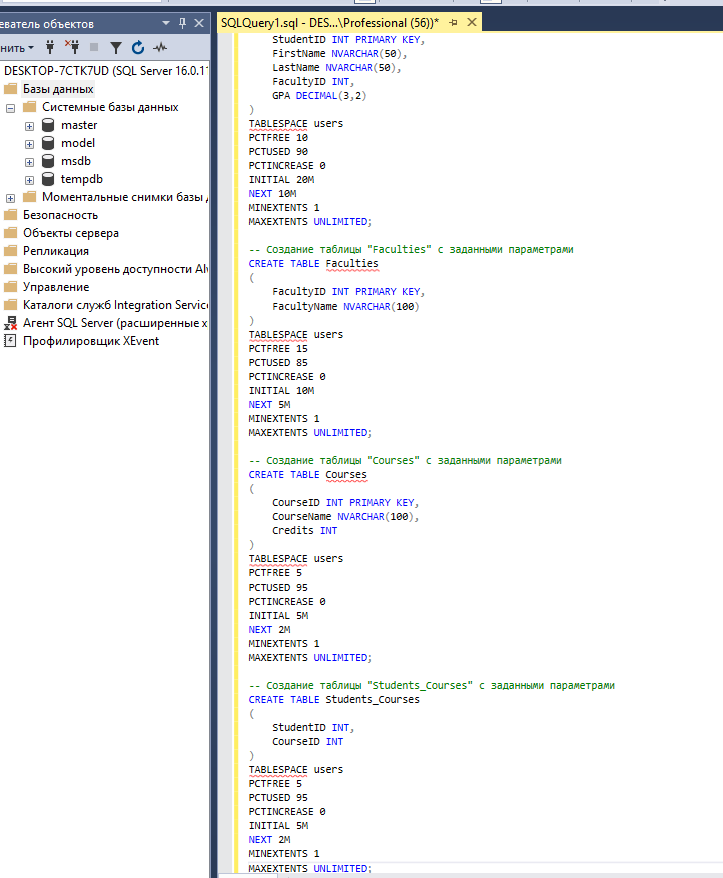 еватель объектов
нить
DESKTOP-7CTK7UD (SQL Server 16.0.11
Базы данных
Системные базы данных
master
model
msdb
tempdb
Моментальные снимки базы д
Безопасность
Объекты сервера
Репликация
Высокий уровень доступности Alw
Управление
Каталоги служб Integration Service
Агент SQL Server (расширенные х
Профилировщик XEvent
SQLQuery1.sql - DES...\Professional (56))*
StudentID INT PRIMARY KEY,
FirstName NVARCHAR(50),
LastName NVARCHAR(50),
FacultyID INT,
GPA DECIMAL(3,2)
)
TABLESPACE users
PCTFREE 10
PCTUSED 90
PCTINCREASE 0
INITIAL 20M
NEXT 10M
MINEXTENTS 1
MAXEXTENTS UNLIMITED;
-- Создание таблицы "Faculties" с заданными параметрами
CREATE TABLE Faculties
(
FacultyID INT PRIMARY KEY,
FacultyName NVARCHAR(100)
)
TABLESPACE users
PCTFREE 15
PCTUSED 85
PCTINCREASE 0
INITIAL 10M
NEXT 5M
MINEXTENTS 1
MAXEXTENTS UNLIMITED;
-- Создание таблицы "Courses" с заданными параметрами
CREATE TABLE Courses
(
CourseID INT PRIMARY KEY,
CourseName NVARCHAR(100),
Credits INT
)
TABLESPACE users
PCTFREE 5
PCTUSED 95
PCTINCREASE 0
INITIAL 5M
NEXT 2M
MINEXTENTS 1
MAXEXTENTS UNLIMITED;
-- Создание таблицы "Students_Courses" с заданными параметрами
CREATE TABLE Students_Courses
(
StudentID INT,
CourseID INT
)
TABLESPACE users
PCTFREE 5
PCTUSED 95
PCTINCREASE 0
INITIAL 5M
NEXT 2M
MINEXTENTS 1
MAXEXTENTS UNLIMITED;